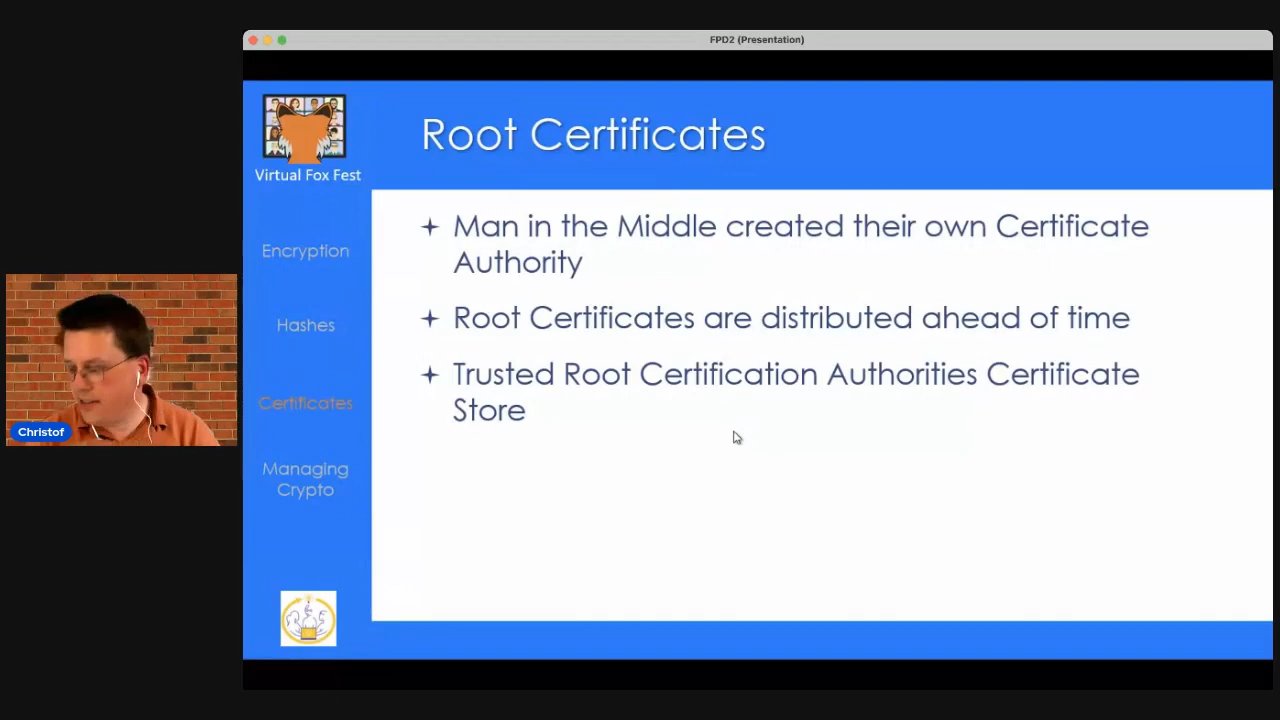 FPD2 (Presentation)
Virtual Fox Fest
Root Certificates
Encryption
Hashes
Certificates
Managing
Crypto
Man in the Middle created their own Certificate
Authority
Root Certificates are distributed ahead of time
Trusted Root Certification Authorities Certificate
Store
Christof